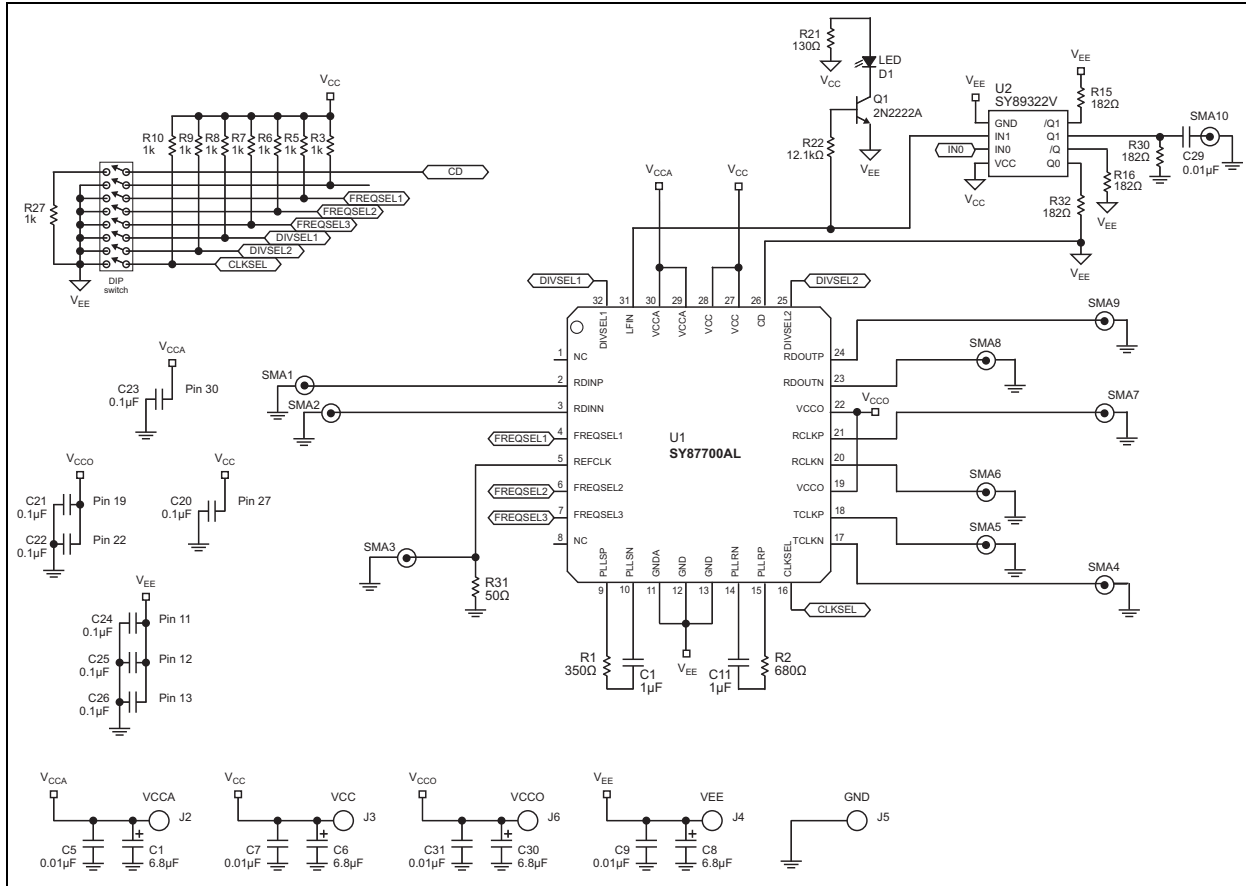 R21
130Ω
VCC
LED
D1
Q1
2N2222A
R22
12.1kΩ
VEE
VEE
U2
SY89322V
VEE
R15
182Ω
GND
IN1
IN0
VCC
/Q1
Q1
/Q
Q0
IN0
VCC
R30
182Ω
C29
0.01µF
SMA10
R16
182Ω
VEE
R32
182Ω
VEE
VCC
R10
1k
R9
1k
R8
1k
R7
1k
R6
1k
R5
1k
R3
1k
R27
1k
CD
FREQSEL1
FREQSEL2
FREQSEL3
DIVSEL1
DIVSEL2
CLKSEL
VEE
DIP
switch
VCCA
VCC
DIVSEL1
DIVSEL2
32
31
30
29
28
27
26
25
DIVSEL1
LFIN
VCCA
VCCA
VCC
VCC
CD
DIVSEL2
U1
SY87700AL
1
NC
2
RDINP
3
RDINN
4
FREQSEL1
5
REFCLK
6
FREQSEL2
7
FREQSEL3
8
NC
SMA1
SMA2
FREQSEL1
FREQSEL2
FREQSEL3
SMA3
R31
50Ω
RDOUTP
24
RDOUTN
23
VCCO
22
RCLKP
21
RCLKN
20
VCCO
19
TCLKP
18
TCLKN
17
VCCO
SMA9
SMA8
SMA7
SMA6
SMA5
SMA4
PLLSP
PLLSN
GNDA
GND
GND
PLLRN
PLLRP
CLKSEL
9
10
11
12
13
14
15
16
CLKSEL
R1
350Ω
C1
1µF
VEE
C11
1µF
R2
680Ω
VCCA
C23
0.1µF
Pin 30
VCCO
C21
0.1µF
Pin 19
C22
0.1µF
Pin 22
VCC
C20
0.1µF
Pin 27
VEE
C24
0.1µF
Pin 11
C25
0.1µF
Pin 12
C26
0.1µF
Pin 13
VCCA
VCCA
J2
C5
0.01µF
+
C1
6.8µF
VCC
VCC
J3
C7
0.01µF
+
C6
6.8µF
VCCO
VCCO
J6
C31
0.01µF
+
C30
6.8µF
VEE
VEE
J4
C9
0.01µF
+
C8
6.8µF
GND
J5